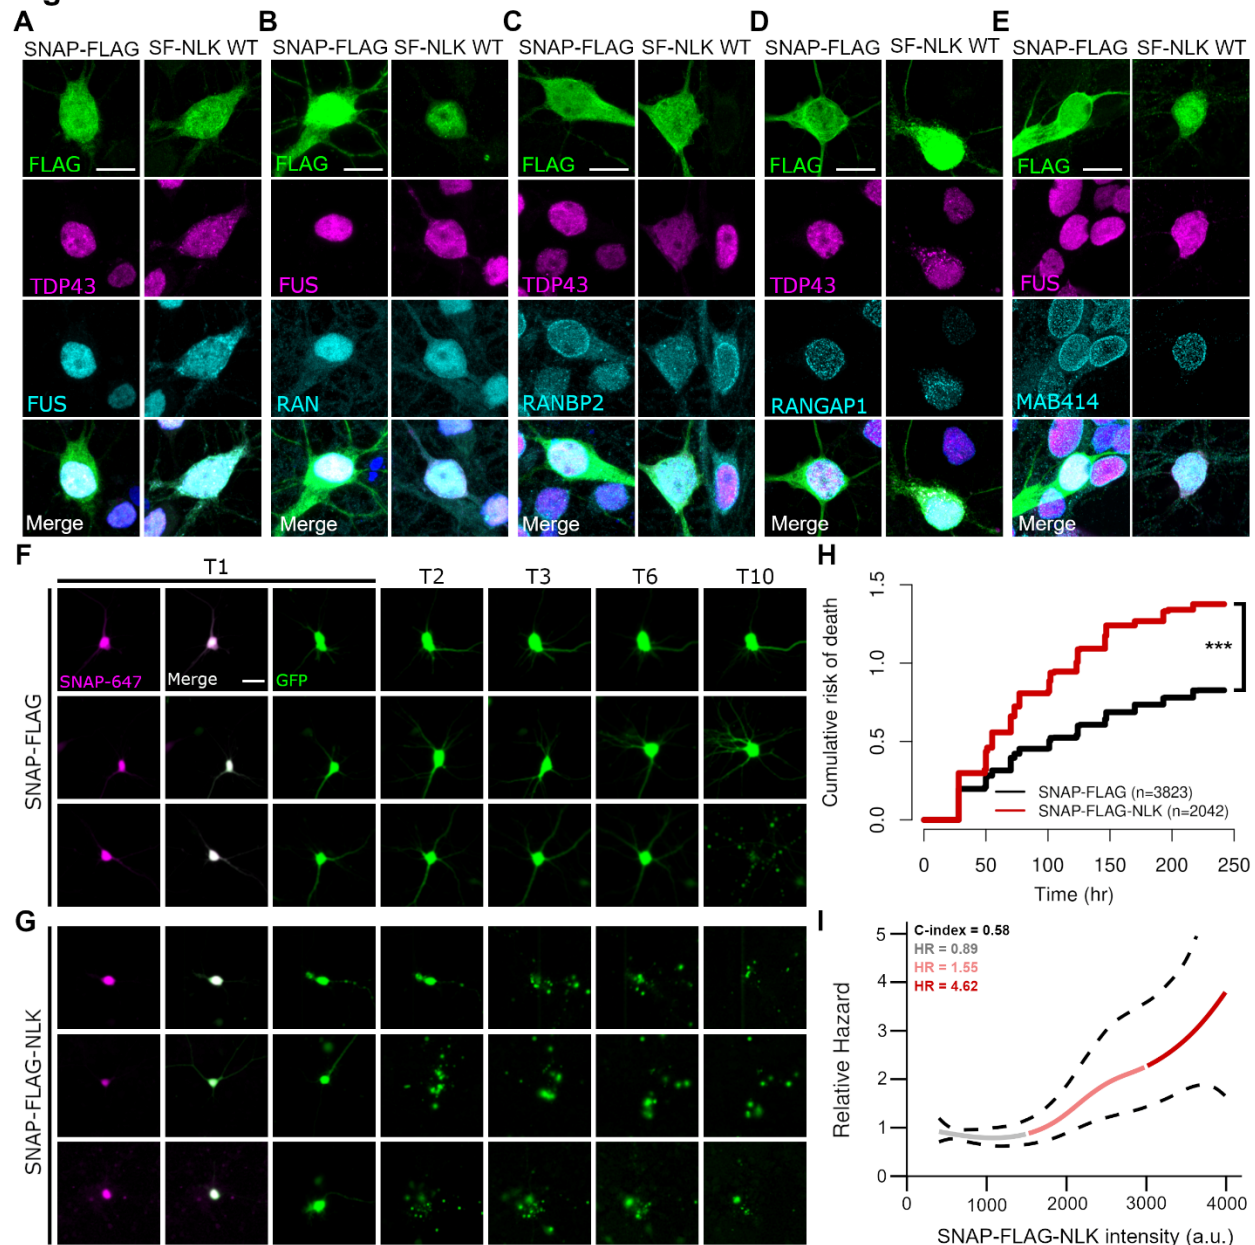 A
B
C
D
E
SNAP-FLAG SF-NLK WT
SNAP-FLAG SF-NLK WT
SNAP-FLAG SF-NLK WT
SNAP-FLAG SF-NLK WT
SNAP-FLAG SF-NLK WT
FLAG
FLAG
FLAG
FLAG
FLAG
TDP43
FUS
TDP43
TDP43
FUS
FUS
RAN
RANBP2
RANGAP1
MAB414
Merge
Merge
Merge
Merge
Merge
F
T1
T2
T3
T6
T10
SNAP-FLAG
SNAP-647
Merge
GFP
G
SNAP-FLAG-NLK
H
Cumulative risk of death
1.5
1.0
0.5
0.0
***
SNAP-FLAG (n=3823)
SNAP-FLAG-NLK (n=2042)
0 50 100 150 200 250
Time (hr)
I
C-index = 0.58
HR = 0.89
HR = 1.55
HR = 4.62
Relative Hazard
5
4
3
2
1
0
0 1000 2000 3000 4000
SNAP-FLAG-NLK intensity (a.u.)